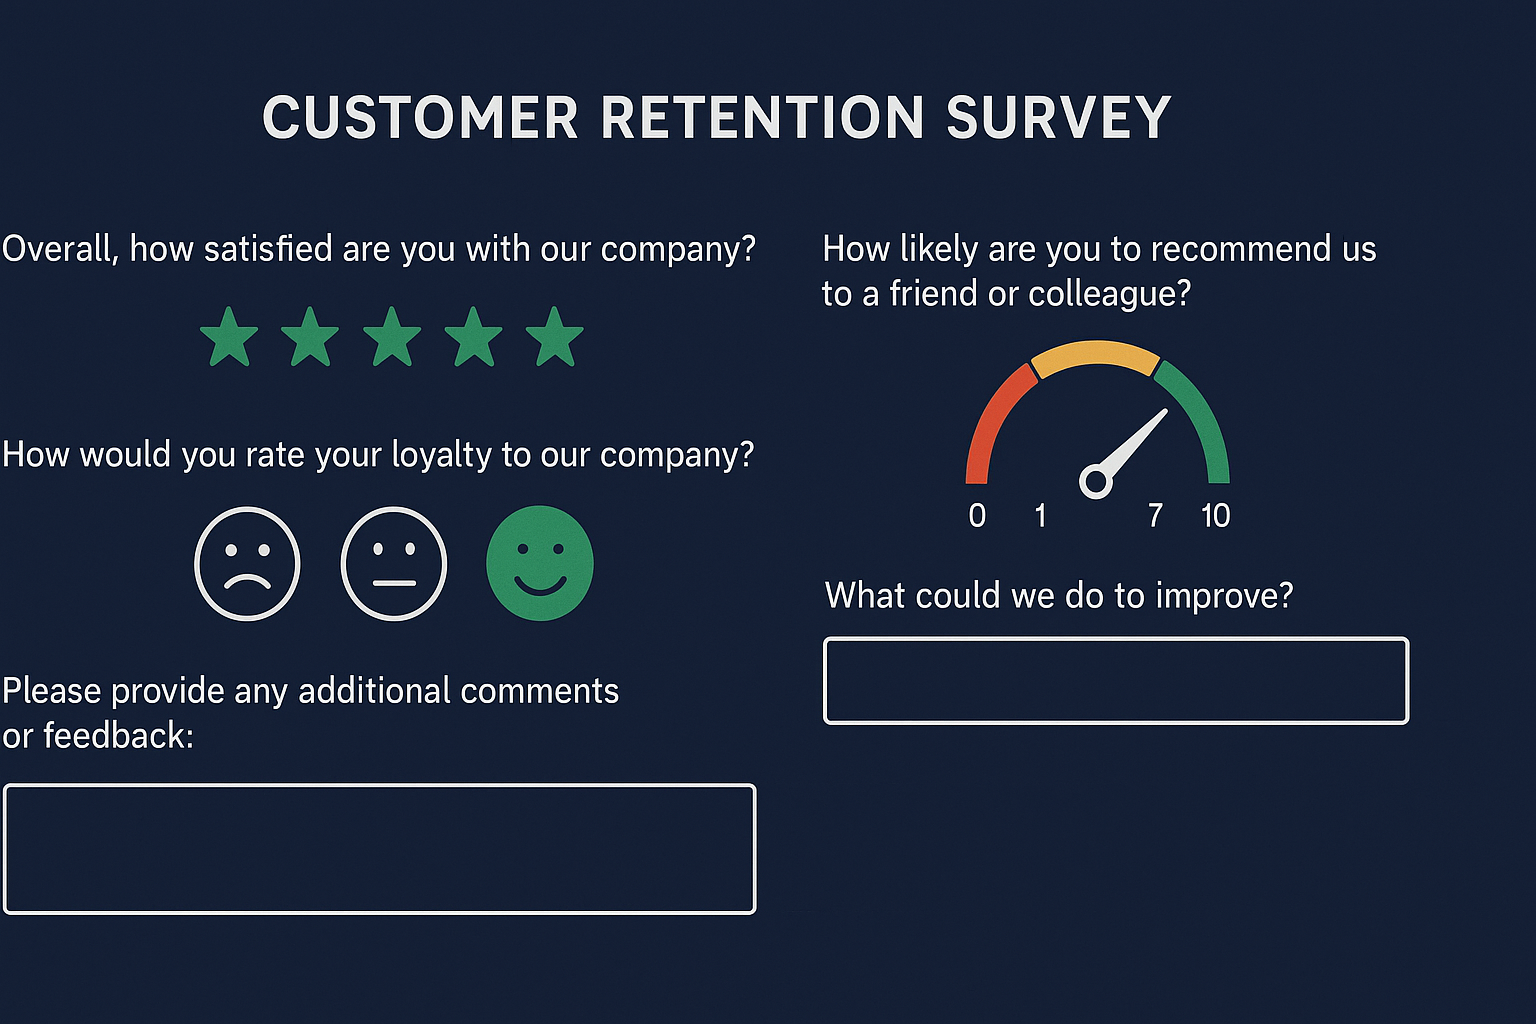 CUSTOMER RETENTION SURVEY
Overall, how satisfied are you with our company?
How would you rate your loyalty to our company?
Please provide any additional comments
or feedback:
How likely are you to recommend us
to a friend or colleague?
0 1 7 10
What could we do to improve?